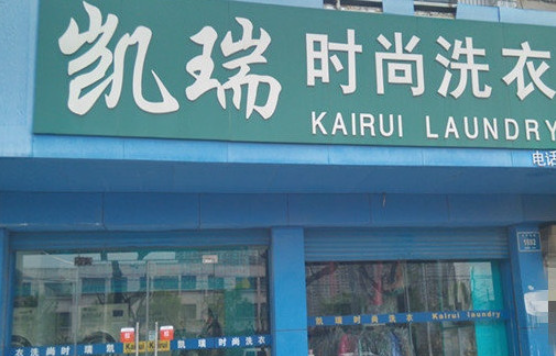 凯瑞 时尚洗衣
KAIRUI LAUNDRY
电话
衣洗尚时 瑞 凯 Kairui 凯 瑞 时 尚 洗 衣
凯 瑞 时 尚 洗 衣 Kairui laundry